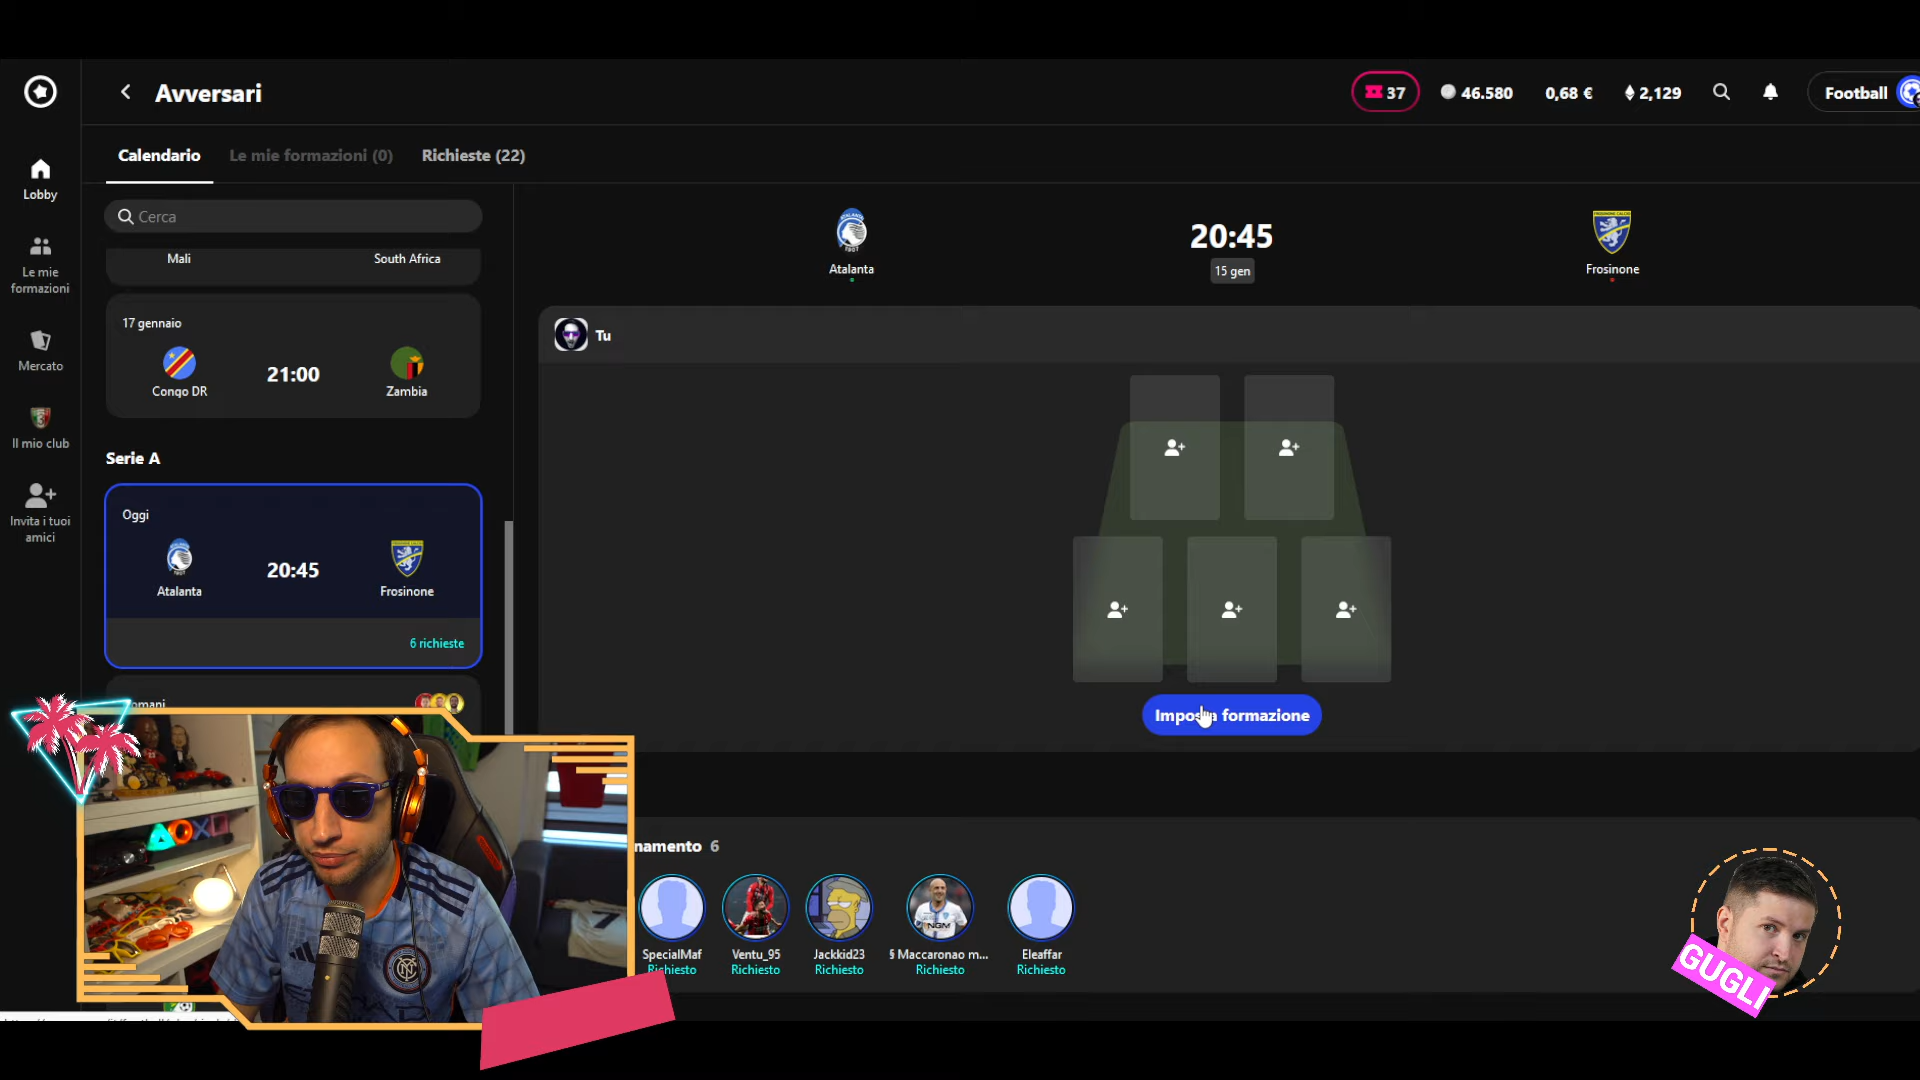 Avversari
37
46.580
0,68 €
2,129
Football
Calendario
Le mie formazioni (0)
Richieste (22)
Lobby
Le mie
formazioni
Mercato
Il mio club
Invita i tuoi
amici
Cerca
Mali
South Africa
17 gennaio
21:00
Congo DR
Zambia
Serie A
Oggi
20:45
Atalanta
Frosinone
6 richieste
Atalanta
20:45
15 gen
Frosinone
Tu
formazione
6
SpecialMaf
Richiesto
Ventu_95
Richiesto
Jackkid23
Richiesto
§ Maccaronao m...
Richiesto
Eleaffar
Richiesto
NGM
GUGLI